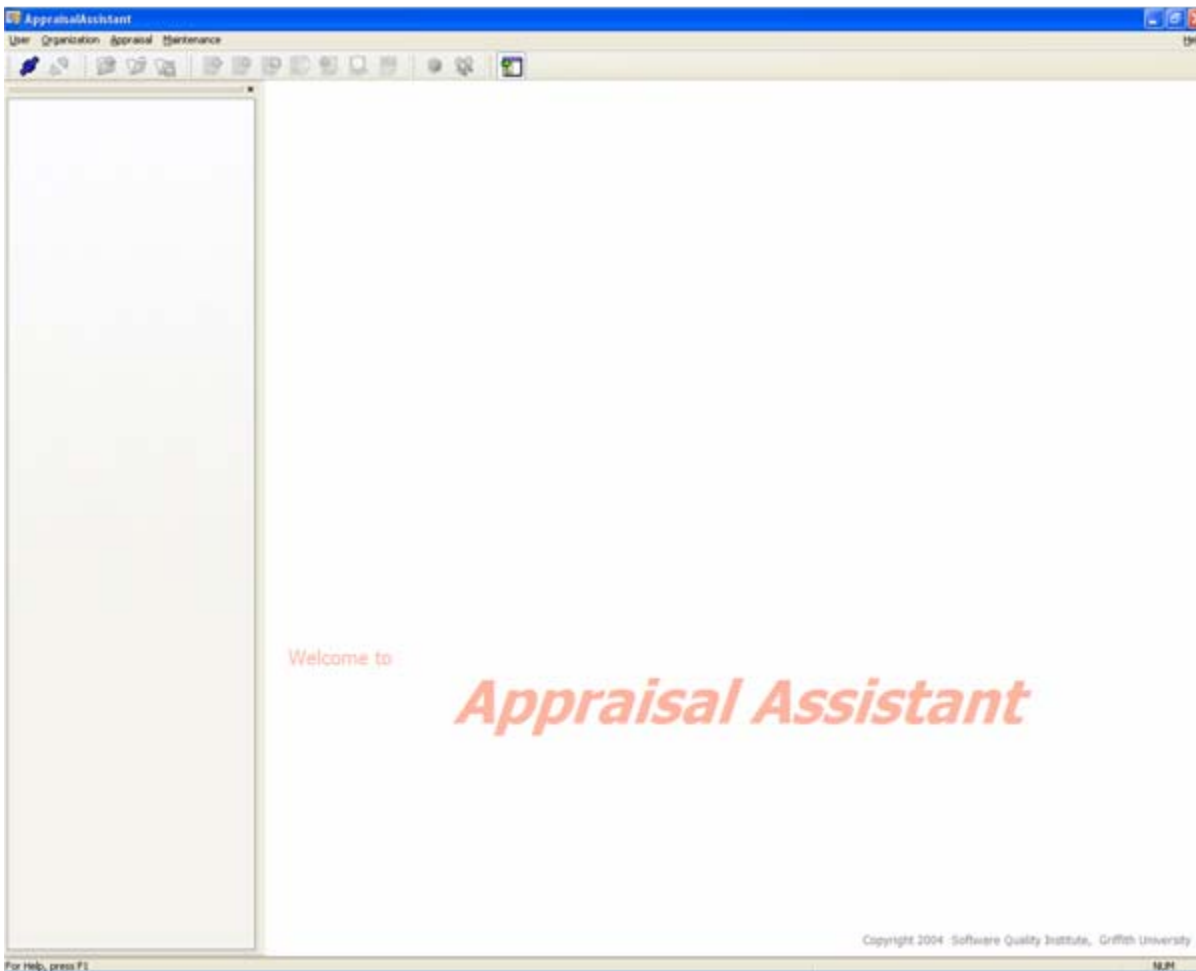 AppraisalAssistant
User Organization Appraisal Maintenance
Welcome to
Appraisal Assistant
Copyright 2004 Software Quality Institute, Griffith University
For Help, press F1
NUM